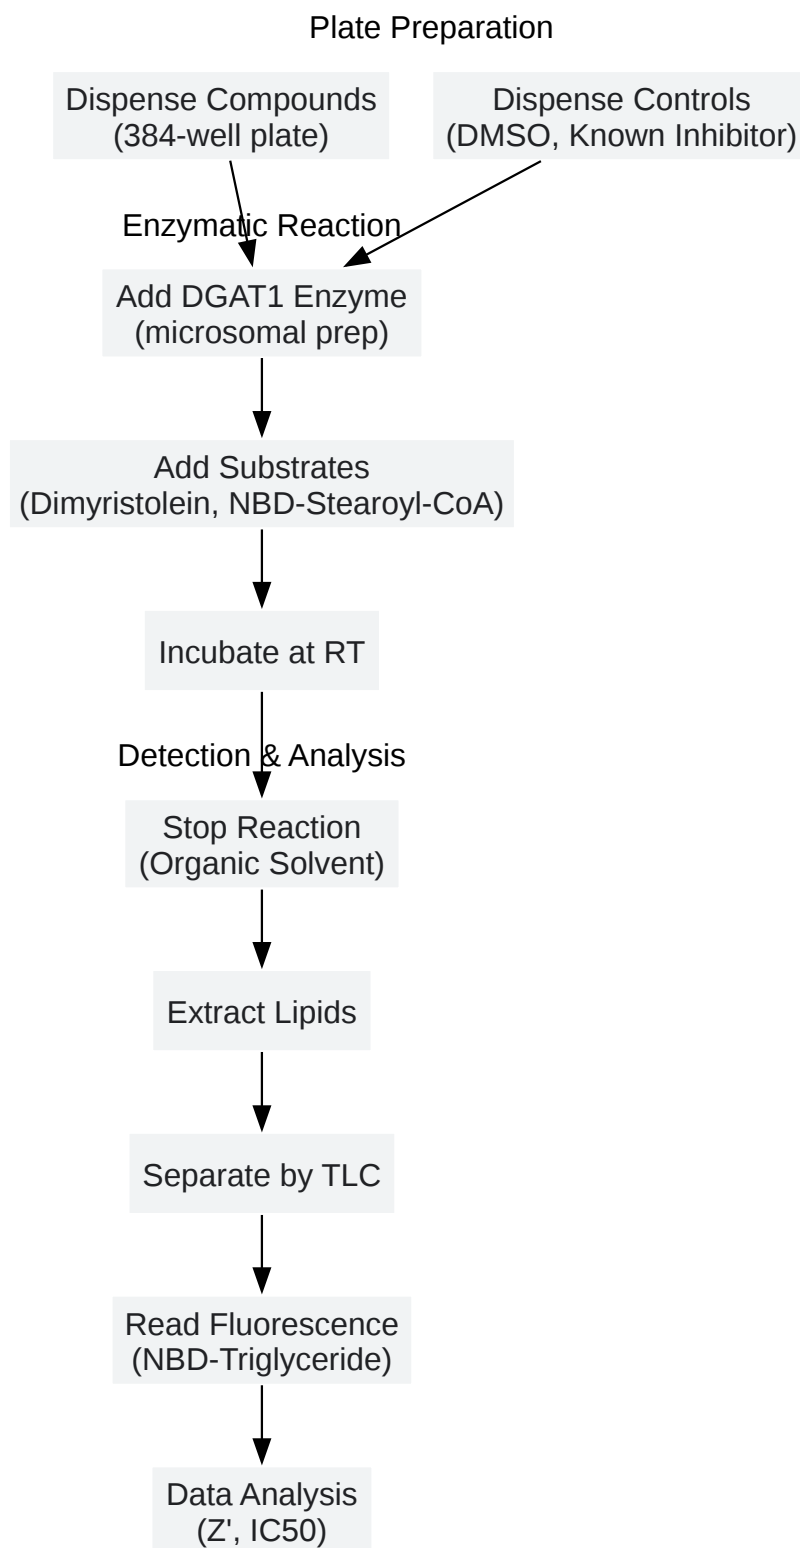 Plate Preparation
Dispense Compounds
(384-well plate)
Dispense Controls
(DMSO, Known Inhibitor)
Enzymatic Reaction
Add DGAT1 Enzyme
(microsomal prep)
Add Substrates
(Dimyristolein, NBD-Stearoyl-CoA)
Incubate at RT
Detection & Analysis
Stop Reaction
(Organic Solvent)
Extract Lipids
Separate by TLC
Read Fluorescence
(NBD-Triglyceride)
Data Analysis
(Z', IC50)